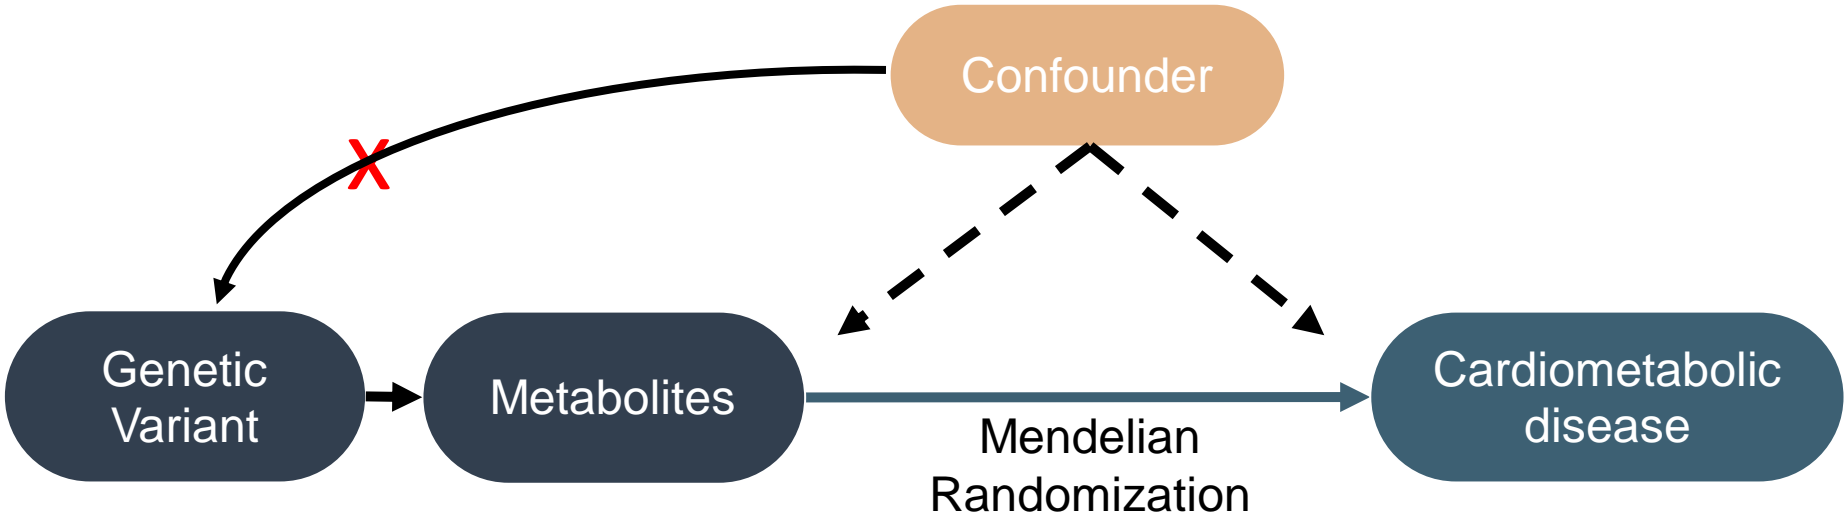 Confounder
X
Genetic
Variant
Metabolites
Cardiometabolic
disease
Mendelian
Randomization